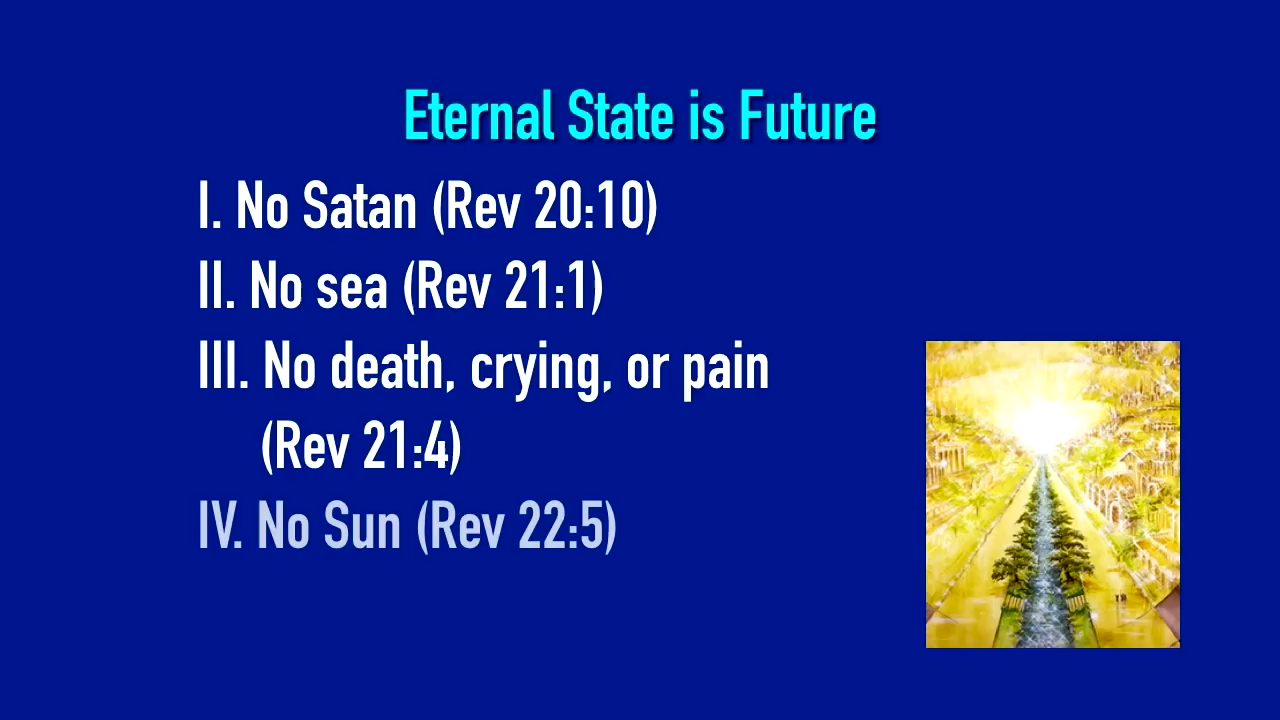 Eternal State is Future
I. No Satan (Rev 20:10)
II. No sea (Rev 21:1)
III. No death, crying, or pain
(Rev 21:4)
IV. No Sun (Rev 22:5)